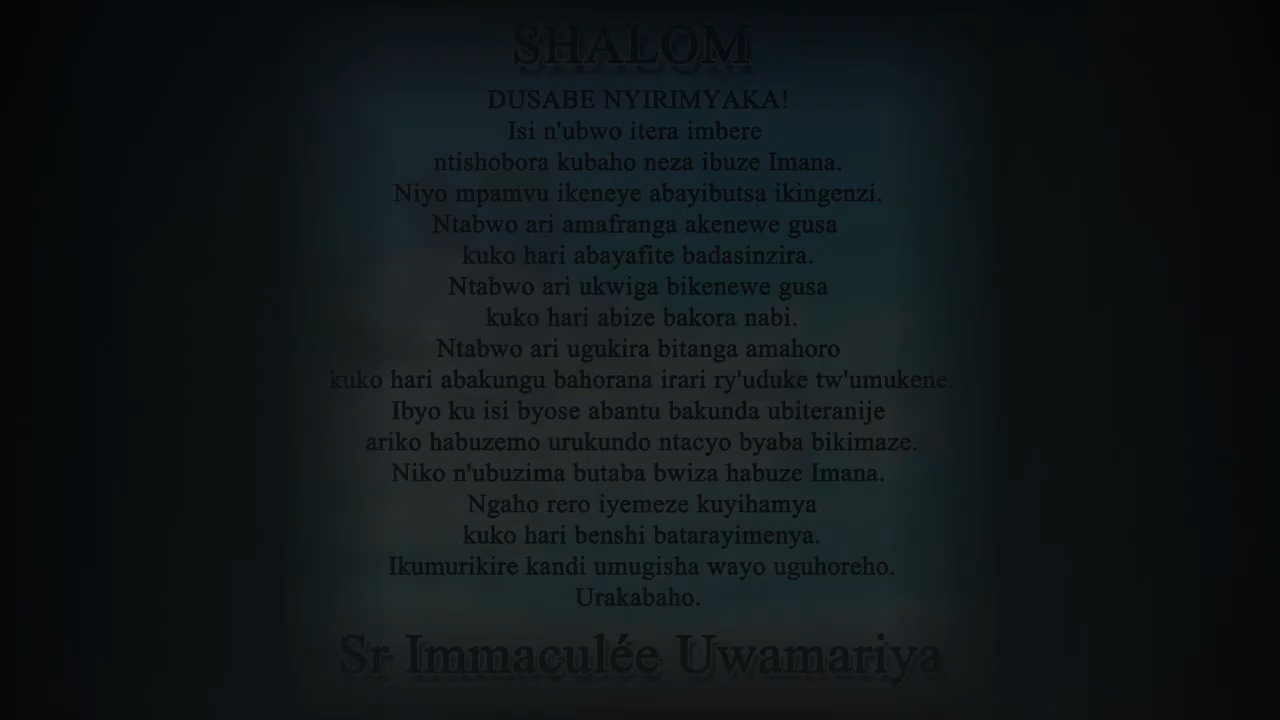 SHALOM
DUSABE NYIRIMYAKA!
Isi n'ubwo itera imbere
ntishobora kubaho neza ibuze Imana.
Niyo mpamvu ikeneye abayibutsa ikingenzi.
Ntabwo ari amafranga akenewe gusa
kuko hari abayafite badasinzira.
Ntabwo ari ukwiga bikenewe gusa
kuko hari abize bakora nabi.
Ntabwo ari ugukira bitanga amahoro
kuko hari abakungu bahorana irari ry'uduke tw'umukene.
Ibyo ku isi byose abantu bakunda ubiteranije
ariko habuzemo urukundo ntacyo byaba bikimaze.
Niko n'ubuzima butaba bwiza habuze Imana.
Ngaho rero iyemeze kuyihamya
kuko hari benshi batarayimenya.
Ikumurikire kandi umugisha wayo uguhoreho.
Urakabaho.
Sr Immaculée Uwamariya